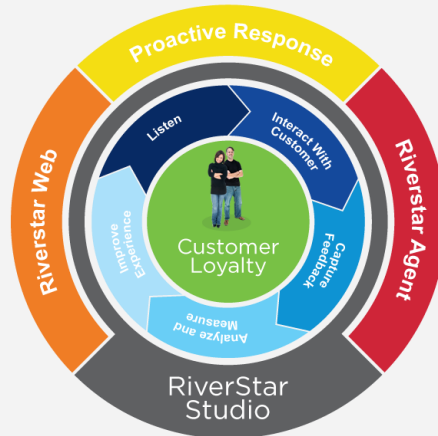 Proactive Response
Riverstar Web
Riverstar Agent
Listen
Interact With
Customer
Capture
Feedback
Analyze and
Measure
Improve
Experience
Customer
Loyalty
RiverStar
Studio